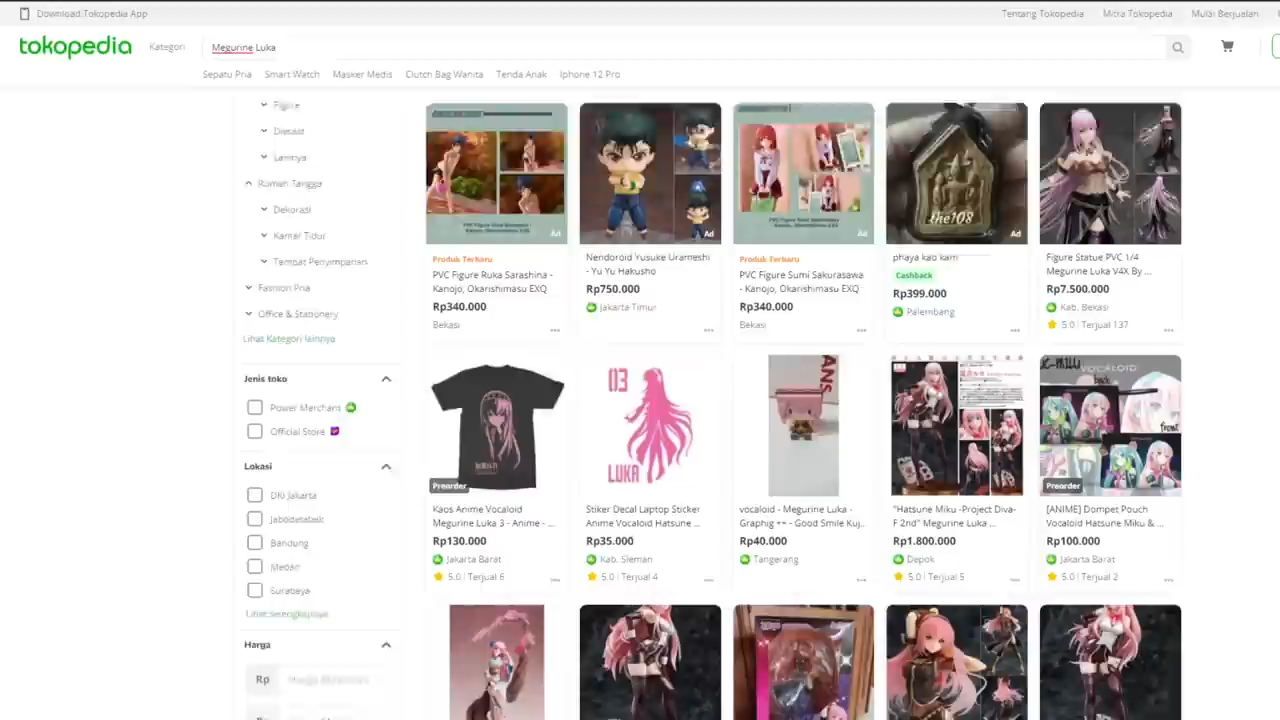 Download Tokopedia App
Tentang Tokopedia
Mitra Tokopedia
Mulai Berjualan
tokopedia
Kategori
Megurine Luka
Sepatu Pria
Smart Watch
Masker Medis
Clutch Bag Wanita
Tenda Anak
Iphone 12 Pro
Figure
Diecast
Lainnya
Rumah Tangga
Dekorasi
Kamar Tidur
Tempat Penyimpanan
Fashion Pria
Office & Stationery
Lihat Kategori lainnya
Jenis toko
Power Merchant
Official Store
Lokasi
DKI Jakarta
Jabodetabek
Bandung
Medan
Surabaya
Lihat selengkapnya
Harga
Rp
Ad
Produk Terbaru
PVC Figure Ruka Sarashina -
Kanojo, Okarishimasu EXQ
Rp340.000
Bekasi
Ad
Nendoroid Yusuke Urameshi
- Yu Yu Hakusho
Rp750.000
Jakarta Timur
Ad
Produk Terbaru
PVC Figure Sumi Sakurasawa
- Kanojo, Okarishimasu EXQ
Rp340.000
Bekasi
the108
Ad
phaya kao kam
Cashback
Rp399.000
Palembang
Figure Statue PVC 1/4
Megurine Luka V4X By ...
Rp7.500.000
Kab. Bekasi
5.0 | Terjual 137
Preorder
Kaos Anime Vocaloid
Megurine Luka 3 - Anime - ...
Rp130.000
Jakarta Barat
5.0 | Terjual 6
03
LUKA
Stiker Decal Laptop Sticker
Anime Vocaloid Hatsune ...
Rp35.000
Kab. Sleman
5.0 | Terjual 4
ANS
vocaloid - Megurine Luka -
Graphig ++ - Good Smile Kuj..
Rp40.000
Tangerang
"Hatsune Miku -Project Diva-
F 2nd" Megurine Luka ...
Rp1.800.000
Depok
5.0 | Terjual 5
VOCALOID
back
front
Preorder
[ANIME] Dompet Pouch
Vocaloid Hatsune Miku & ...
Rp100.000
Jakarta Barat
5.0 | Terjual 2